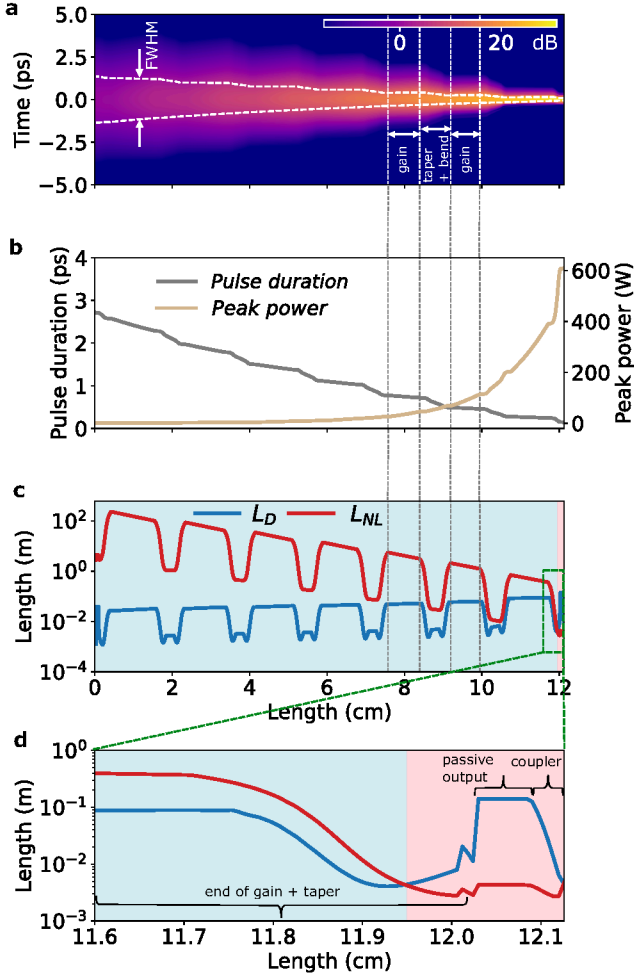 a
5.0
2.5
0.0
−2.5
−5.0
Time (ps)
FWHM
0
20
dB
gain
taper
+ bend
gain
b
4
3
2
1
0
Pulse duration (ps)
Pulse duration
Peak power
600
400
200
0
Peak power (W)
c
10²
10⁰
10⁻²
10⁻⁴
Length (m)
L_D
L_NL
0
2
4
6
8
10
12
Length (cm)
d
10⁰
10⁻¹
10⁻²
10⁻³
Length (m)
passive
output
coupler
end of gain + taper
11.6
11.7
11.8
11.9
12.0
12.1
Length (cm)